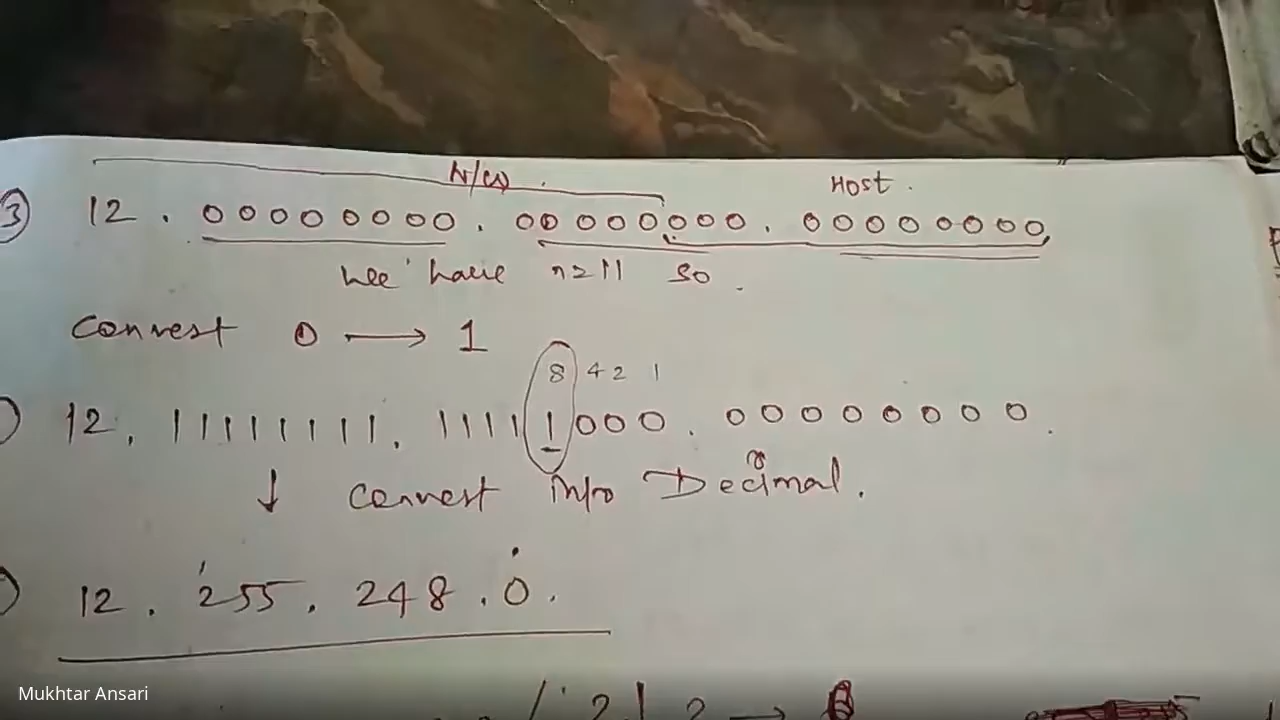 N/W. Host.
③ 12. 00000000. 00000000. 00000000
wee have n=11 so.
Convert 0 → 1
8 4 2 1
12. 11111111. 11111000. 00000000.
↓ Convert into Decimal.
12. 255. 248. 0.
Mukhtar Ansari